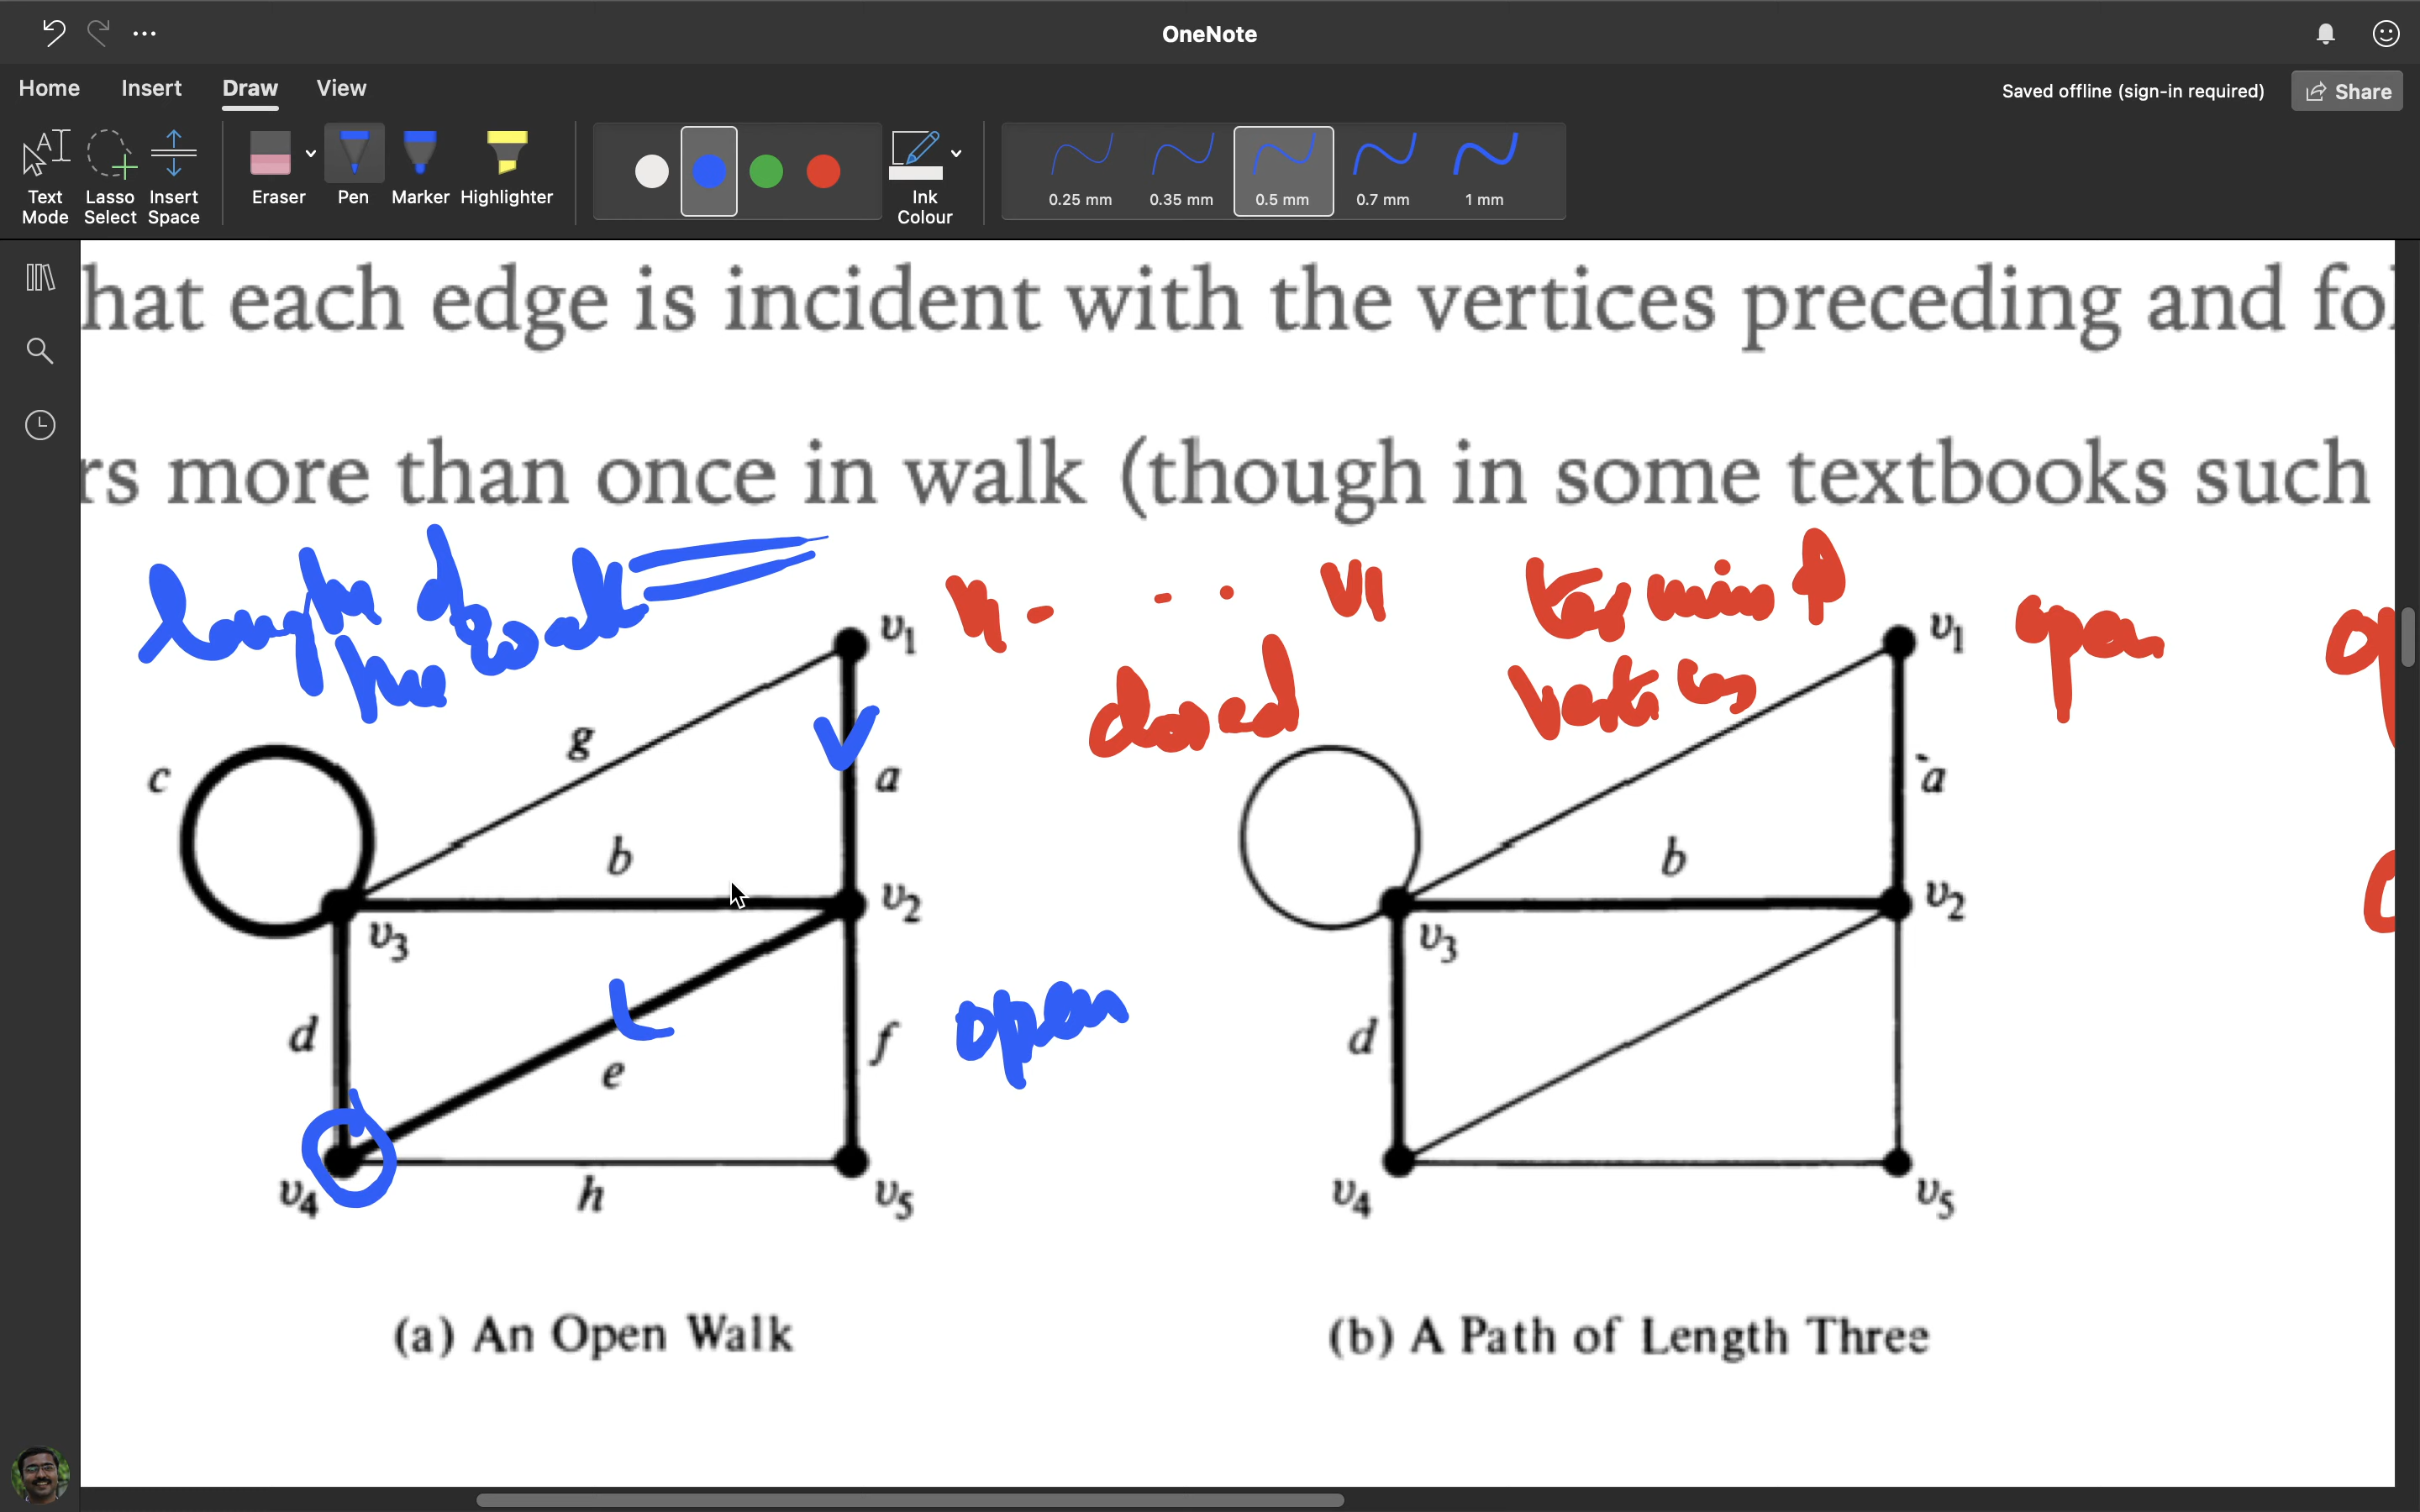 OneNote
Home Insert Draw View
Saved offline (sign-in required) Share
Text Mode
Lasso Select
Insert Space
Eraser
Pen
Marker
Highlighter
Ink Colour
0.25 mm
0.35 mm
0.5 mm
0.7 mm
1 mm
hat each edge is incident with the vertices preceding and fol
rs more than once in walk (though in some textbooks such
length of walk =
v1 - - . v1
closed
vertices
open
v1
g
c
a
b
v2
v3
d
e
f
open
v4
h
v5
(a) An Open Walk
v1
a
b
v2
v3
d
v4
v5
(b) A Path of Length Three